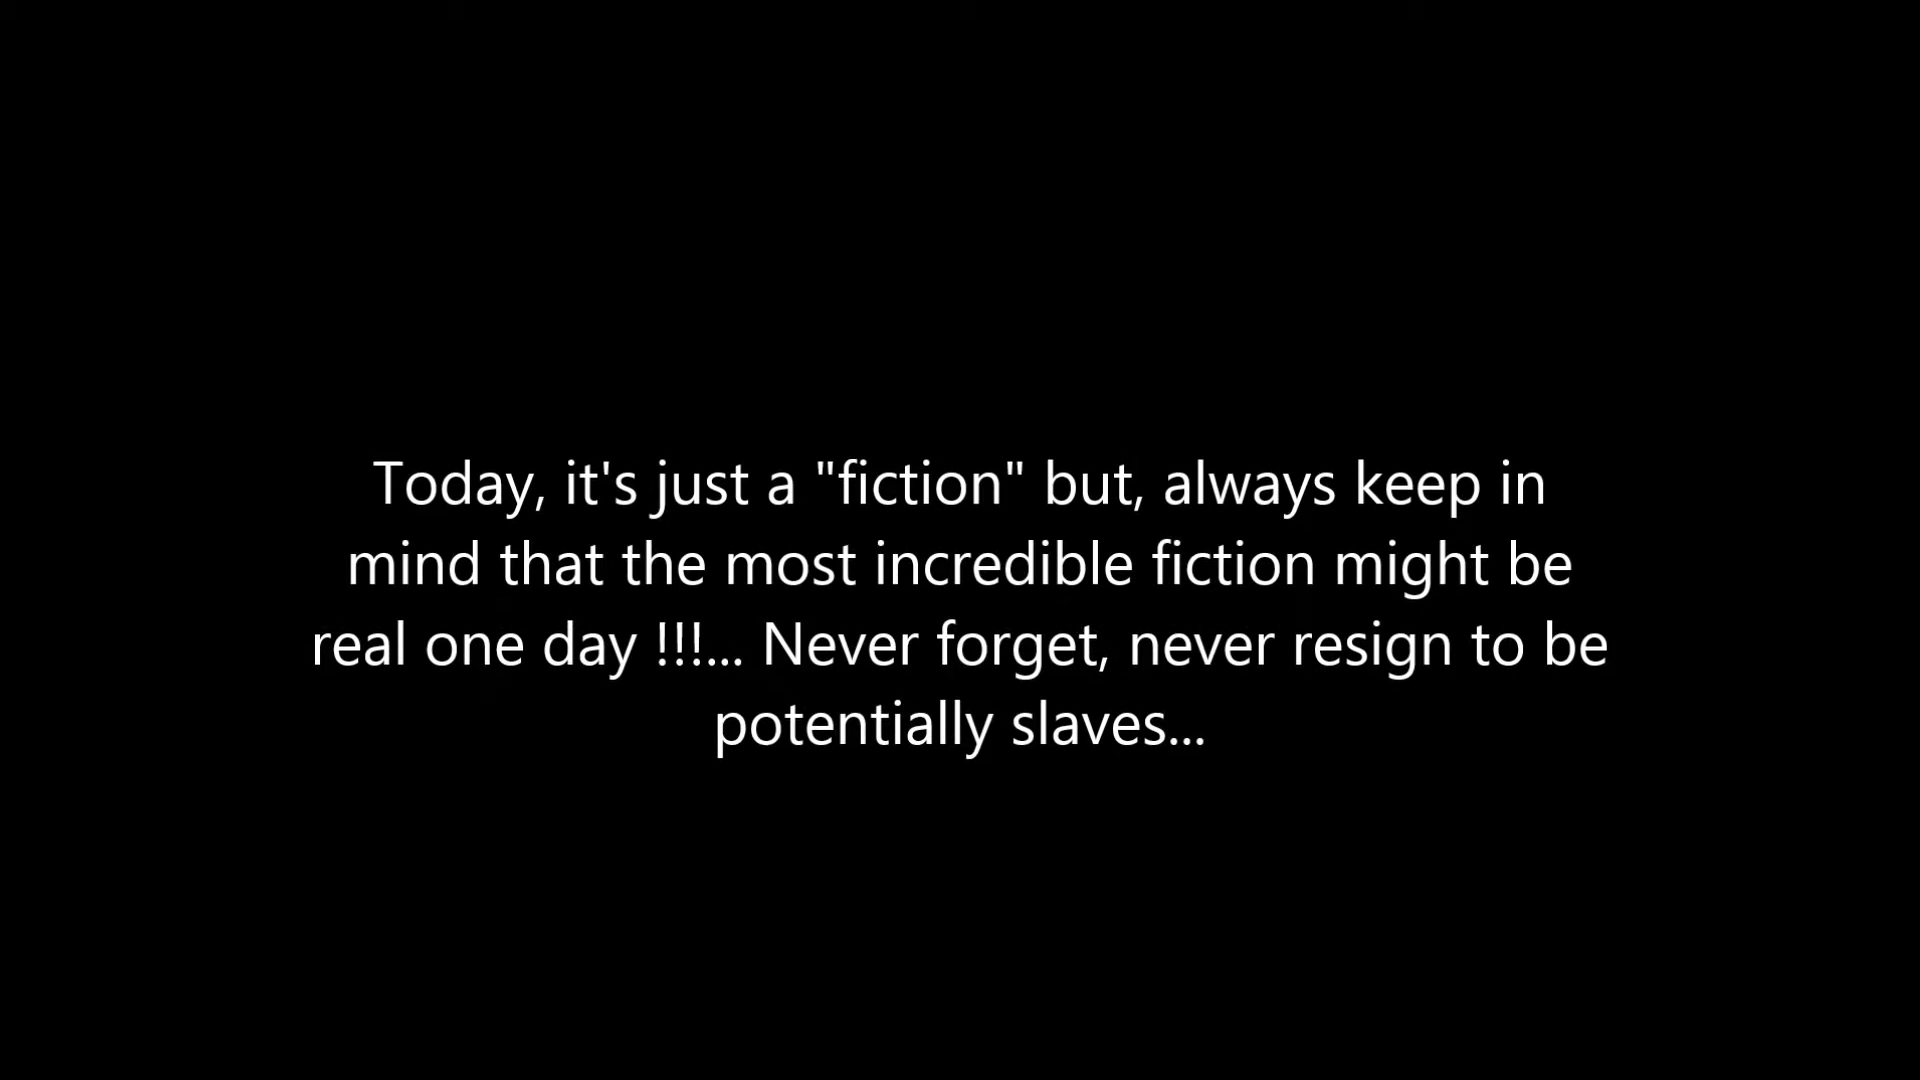 Today, it's just a "fiction" but, always keep in
mind that the most incredible fiction might be
real one day !!!... Never forget, never resign to be
potentially slaves...